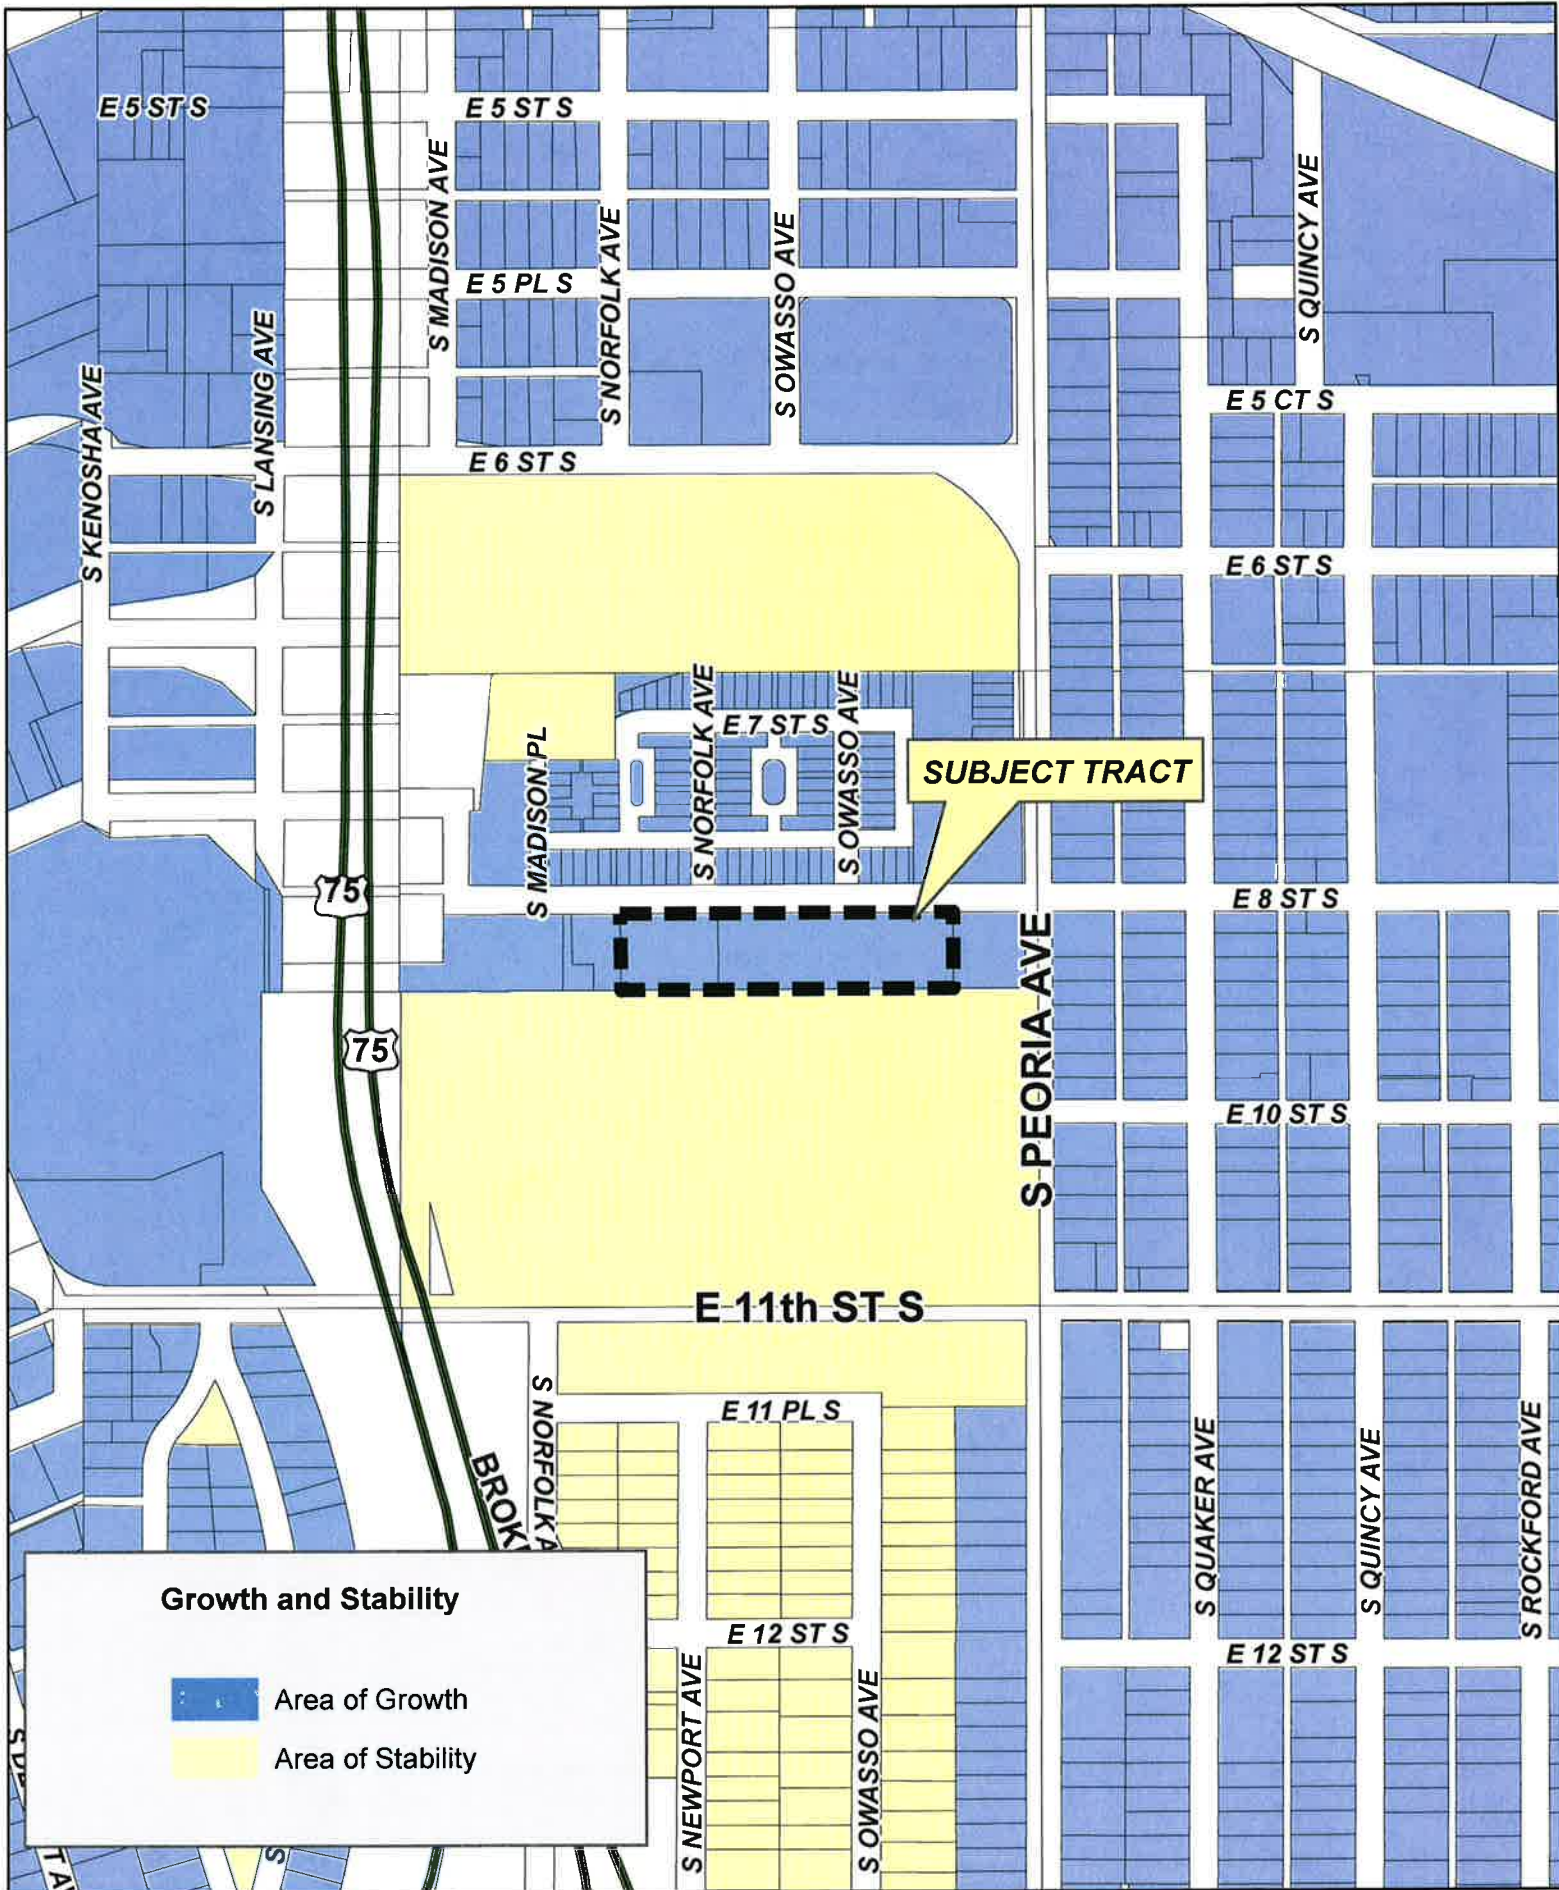 E 5 ST S
E 5 ST S
S MADISON AVE
S NORFOLK AVE
S OWASSO AVE
S QUINCY AVE
E 5 PL S
S LANSING AVE
S KENOSHA AVE
E 5 CT S
E 6 ST S
E 6 ST S
S NORFOLK AVE
E 7 ST S
S OWASSO AVE
S MADISON PL
SUBJECT TRACT
75
E 8 ST S
S PEORIA AVE
75
E 10 ST S
E 11th ST S
S NORFOLK A
E 11 PL S
BROK
S QUAKER AVE
S QUINCY AVE
S ROCKFORD AVE
E 12 ST S
E 12 ST S
S NEWPORT AVE
S OWASSO AVE
Growth and Stability
Area of Growth
Area of Stability
S